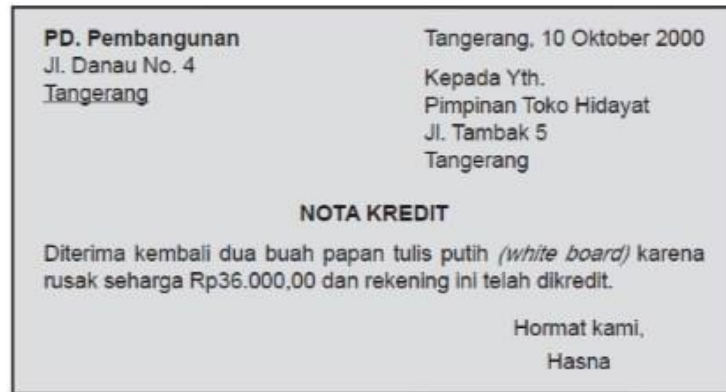 PD. Pembangunan
Jl. Danau No. 4
Tangerang
Tangerang, 10 Oktober 2000
Kepada Yth.
Pimpinan Toko Hidayat
Jl. Tambak 5
Tangerang
NOTA KREDIT
Diterima kembali dua buah papan tulis putih (white board) karena
rusak seharga Rp36.000,00 dan rekening ini telah dikredit.
Hormat kami,
Hasna